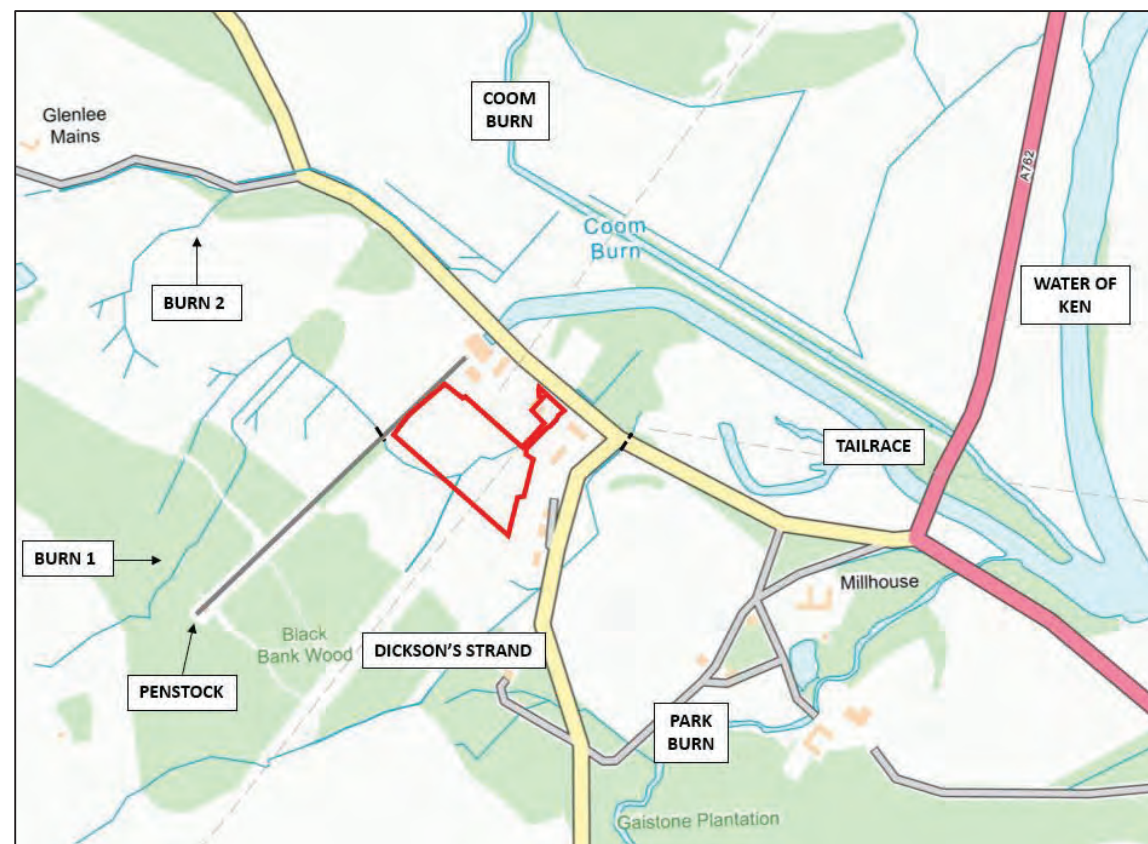 Glenlee
Mains
COOM
BURN
A762
Coom
Burn
WATER OF
KEN
BURN 2
TAILRACE
BURN 1
Millhouse
Black
Bank Wood
DICKSON'S STRAND
PENSTOCK
PARK
BURN
Gaistone Plantation